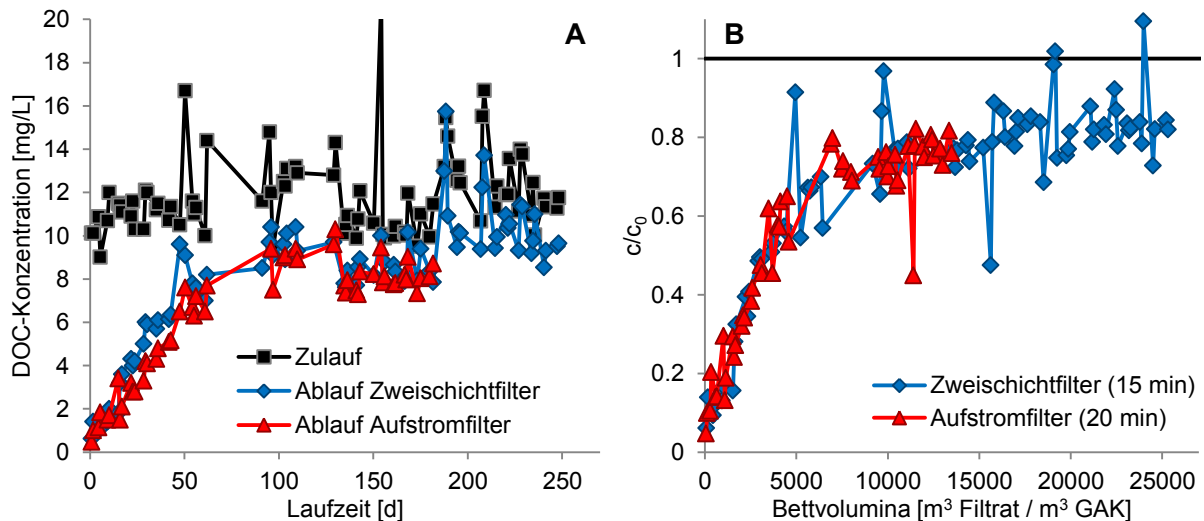 A
DOC-Konzentration [mg/L]
20
18
16
14
12
10
8
6
4
2
0
Zulauf
Ablauf Zweischichtfilter
Ablauf Aufstromfilter
0 50 100 150 200 250
Laufzeit [d]
B
c/c₀
1
0.8
0.6
0.4
0.2
0
Zweischichtfilter (15 min)
Aufstromfilter (20 min)
0 5000 10000 15000 20000 25000
Bettvolumina [m³ Filtrat / m³ GAK]